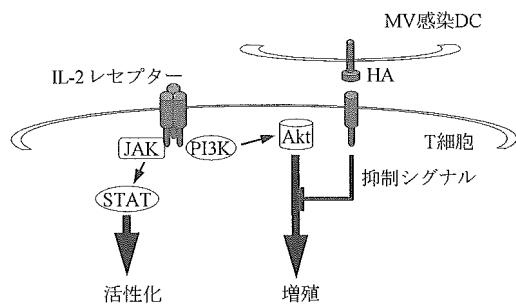 MV感染DC
HA
IL-2レセプター
T細胞
JAK
PI3K
Akt
抑制シグナル
STAT
活性化
増殖